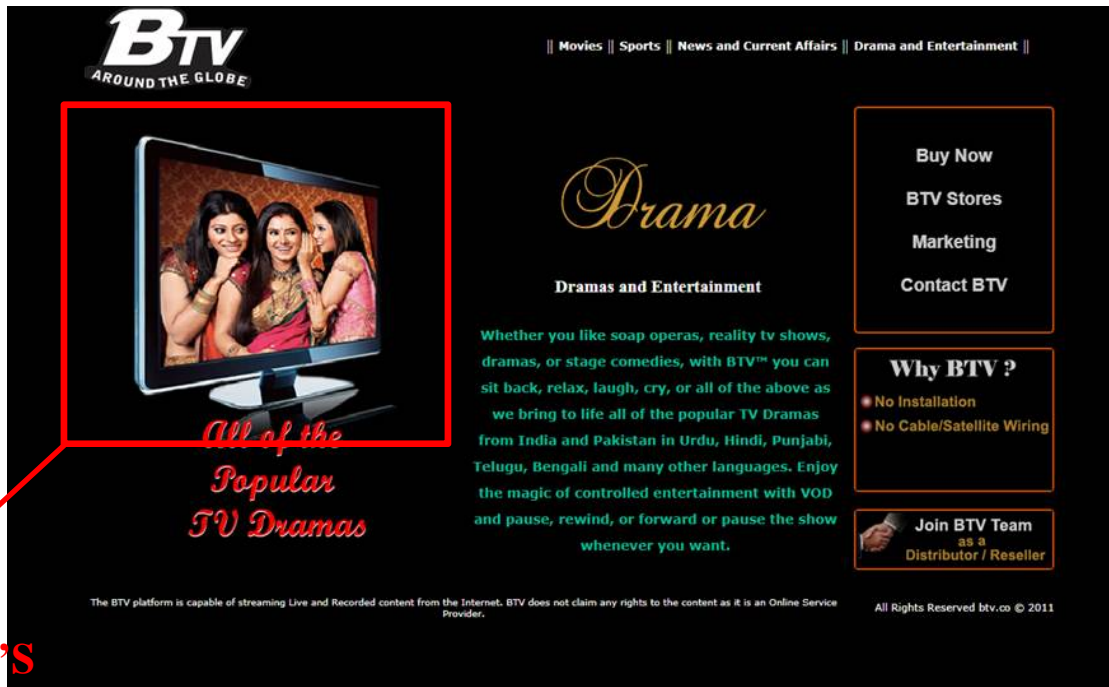 BTV
AROUND THE GLOBE
|| Movies || Sports || News and Current Affairs || Drama and Entertainment ||
All of the
Popular
TV Dramas
Drama
Dramas and Entertainment
Whether you like soap operas, reality tv shows,
dramas, or stage comedies, with BTV™ you can
sit back, relax, laugh, cry, or all of the above as
we bring to life all of the popular TV Dramas
from India and Pakistan in Urdu, Hindi, Punjabi,
Telugu, Bengali and many other languages. Enjoy
the magic of controlled entertainment with VOD
and pause, rewind, or forward or pause the show
whenever you want.
Buy Now
BTV Stores
Marketing
Contact BTV
Why BTV ?
No Installation
No Cable/Satellite Wiring
Join BTV Team
as a
Distributor / Reseller
The BTV platform is capable of streaming Live and Recorded content from the Internet. BTV does not claim any rights to the content as it is an Online Service
Provider.
All Rights Reserved btv.co © 2011
’S